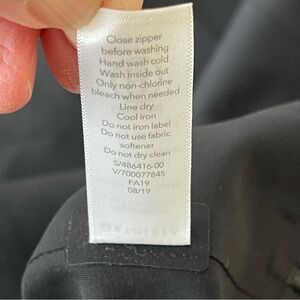 Close zipper
before washing
Hand wash cold
Wash inside out
Only non-chlorine
bleach when needed
Line dry
Cool iron
Do not iron label
Do not use fabric
softener
Do not dry clean
S/486416-00
V/700077845
FA19
08/19